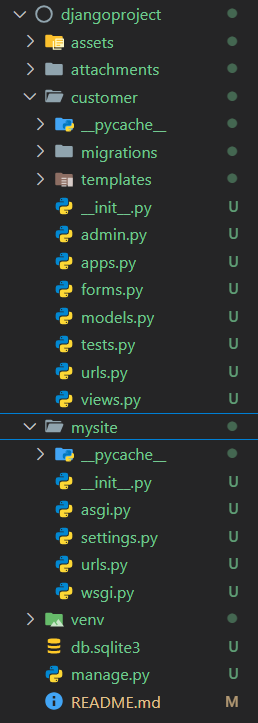 djangoproject
assets
attachments
customer
__pycache__
migrations
templates
__init__.py U
admin.py U
apps.py U
forms.py U
models.py U
tests.py U
urls.py U
views.py U
mysite
__pycache__
__init__.py U
asgi.py U
settings.py U
urls.py U
wsgi.py U
venv
db.sqlite3 U
manage.py U
README.md M